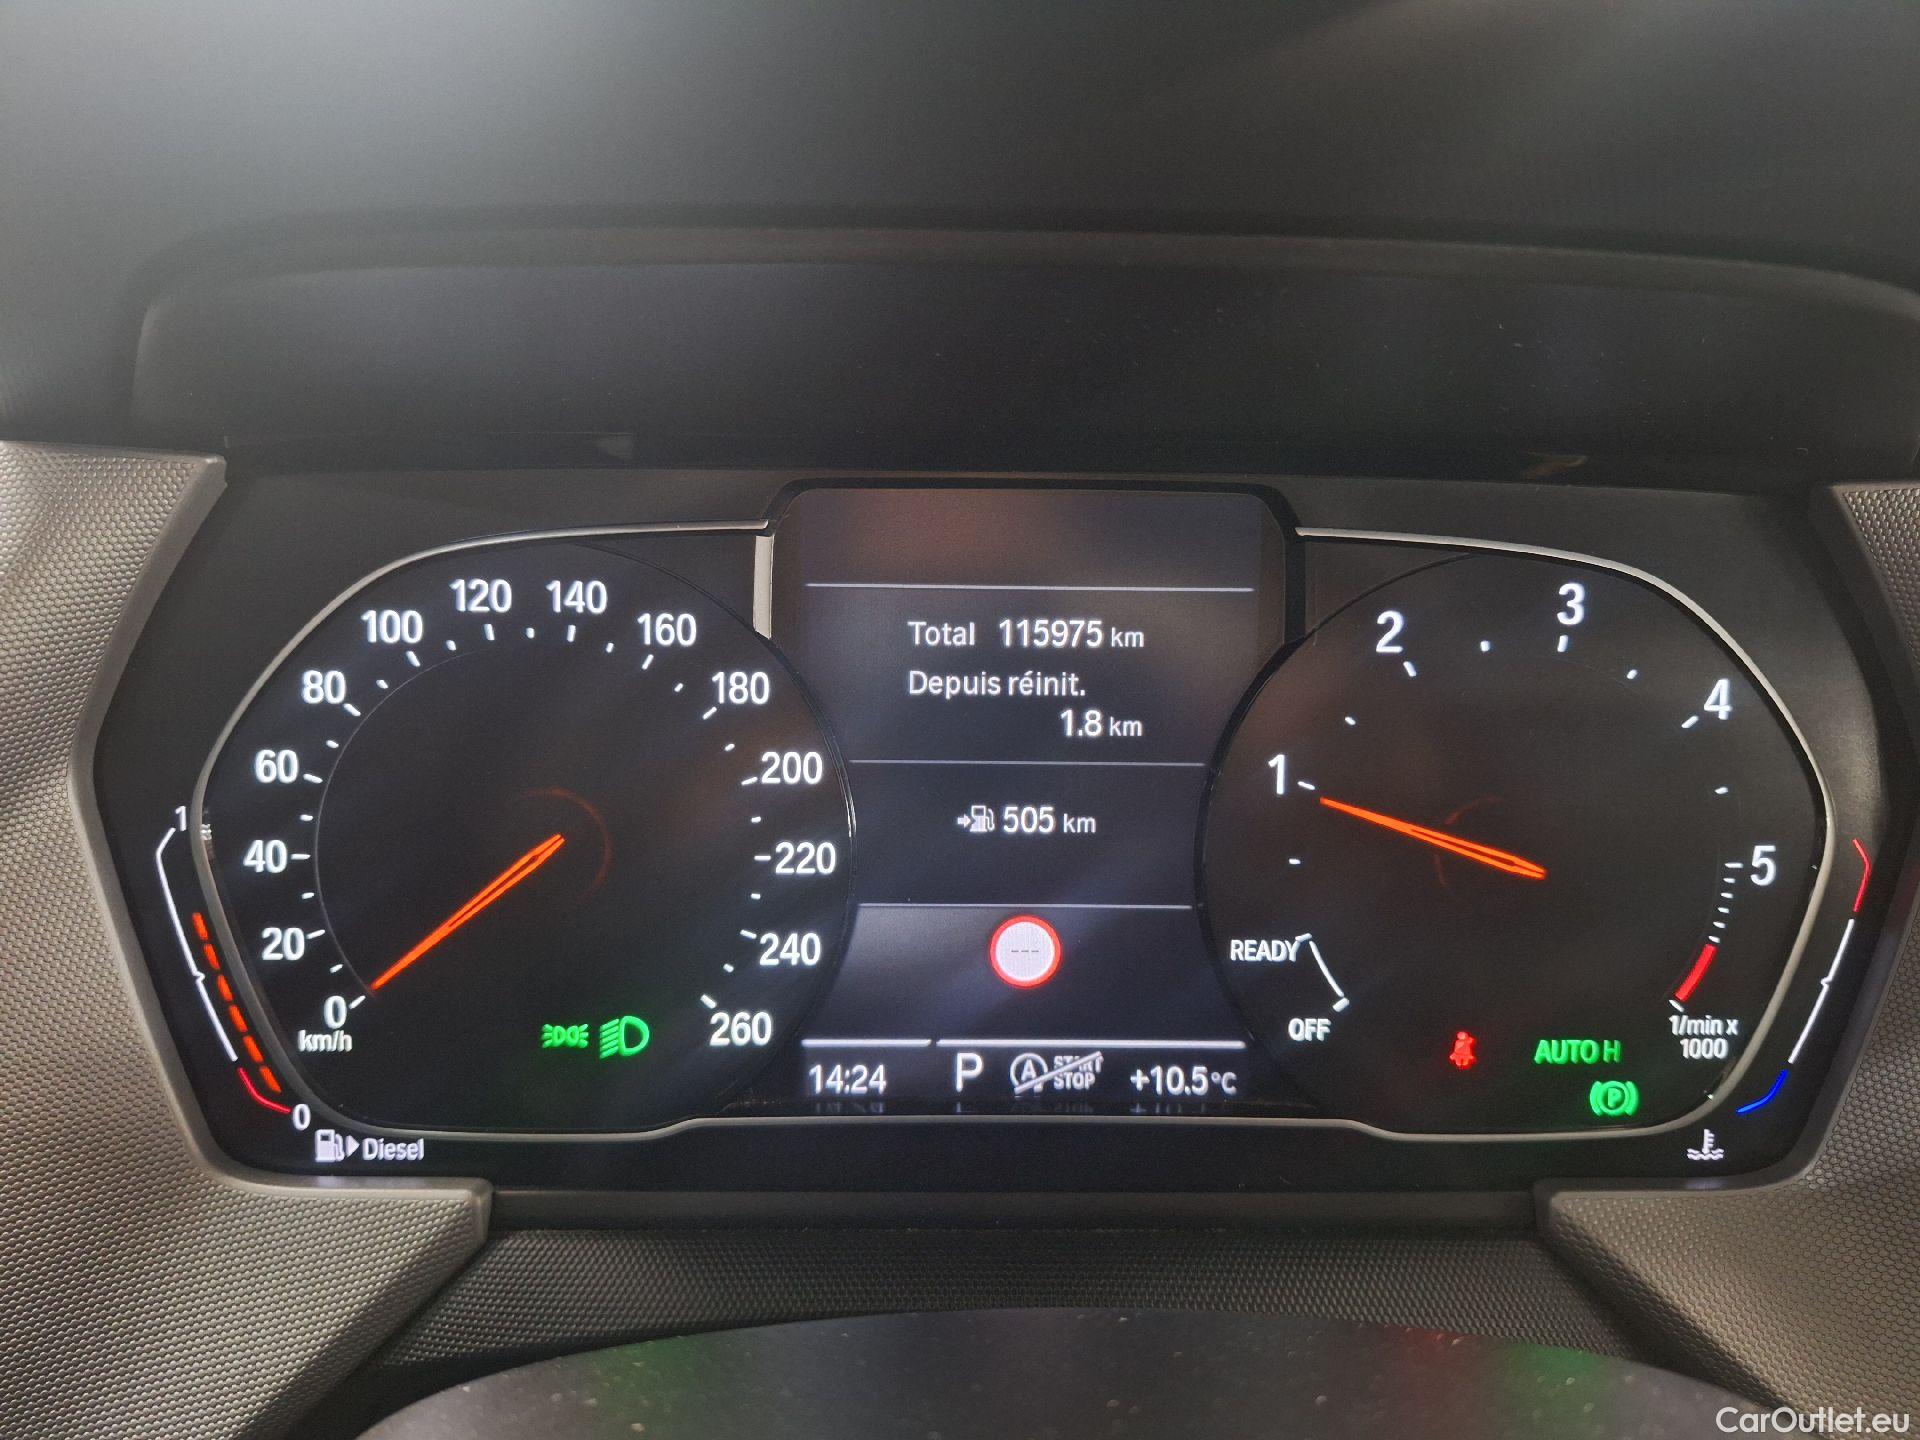 Total 115975 km
Depuis réinit.
1.8 km
505 km
---
14:24 P A START STOP +10.5°C
0 20 40 60 80 100 120 140 160 180 200 220 240 260
km/h
1
0
Diesel
OFF READY 1 2 3 4 5
1/min x
1000
AUTO H
P
CarOutlet.eu